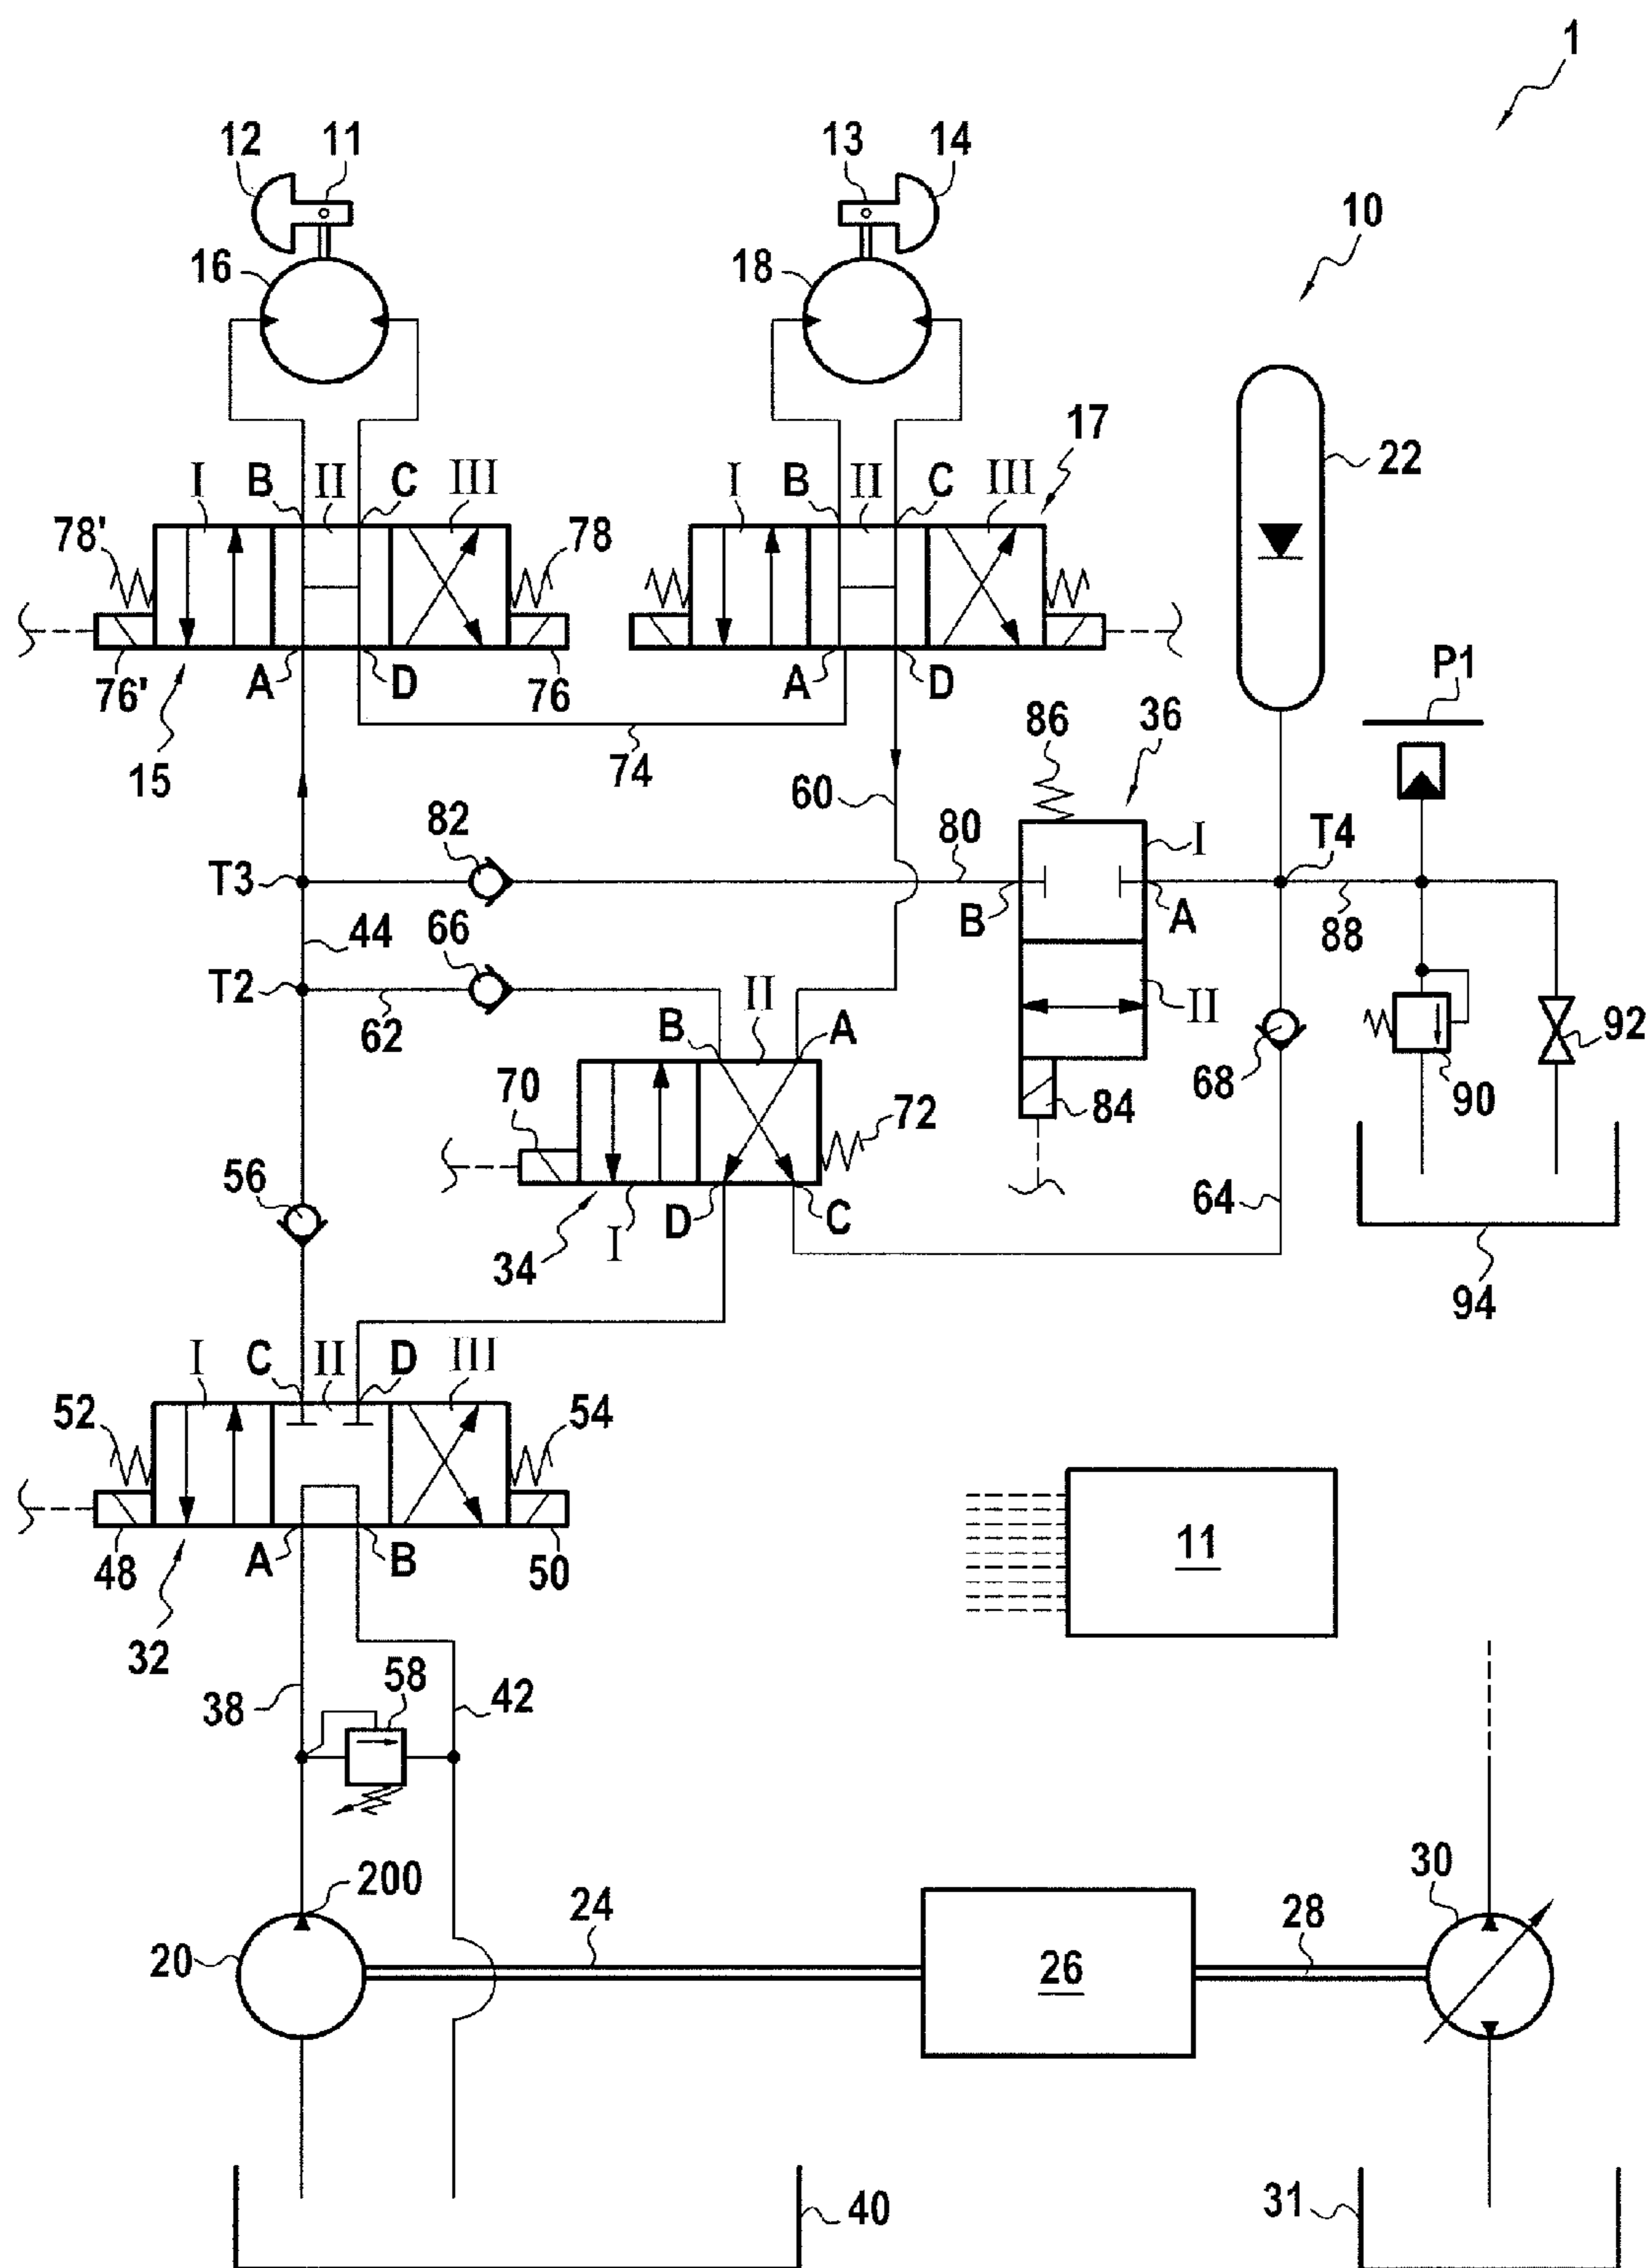 1
12 11 13 14
10
16 18
17
22
I B II C III I B II C III
78' 78
P1
76' A D 76 A D
86 36
15 74
60
82 80 I T4
T3
B A
44 66 88
T2 II
62 II
B A 92
70 68 90
72 84
56
64
D C
34 I
94
I C II D III
52 54
11
A B
48 50
32 58
38 42
200 30
24 28
20 26
40 31